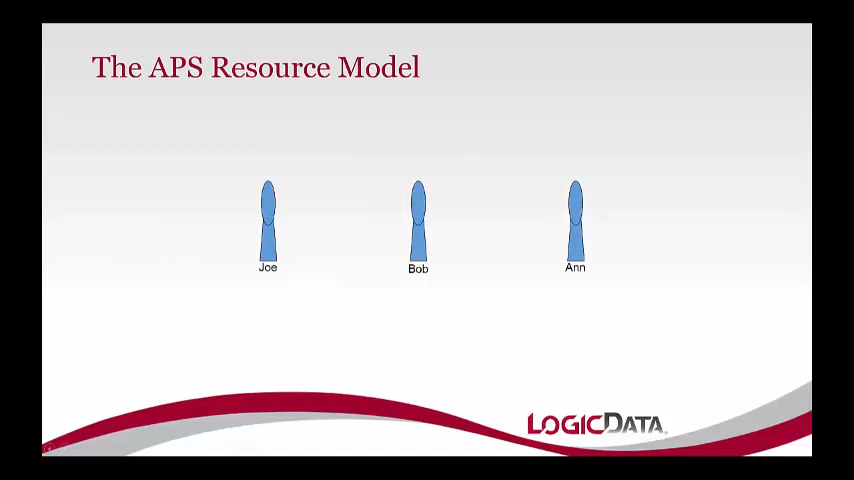 The APS Resource Model
Joe
Bob
Ann
LOGICDATA